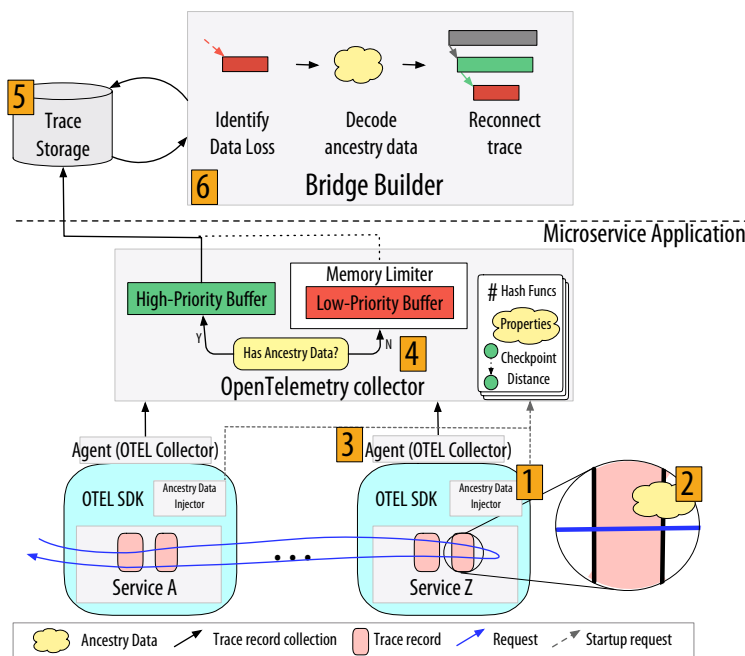 5
Trace
Storage
Identify
Data Loss
Decode
ancestry data
Reconnect
trace
6
Bridge Builder
Microservice Application
High-Priority Buffer
Memory Limiter
Low-Priority Buffer
Y
Has Ancestry Data?
N
4
OpenTelemetry collector
# Hash Funcs
Properties
Checkpoint
Distance
Agent (OTEL Collector)
3
Agent (OTEL Collector)
OTEL SDK
Ancestry Data
Injector
OTEL SDK
Ancestry Data
Injector
1
2
Service A
...
Service Z
Ancestry Data
Trace record collection
Trace record
Request
Startup request